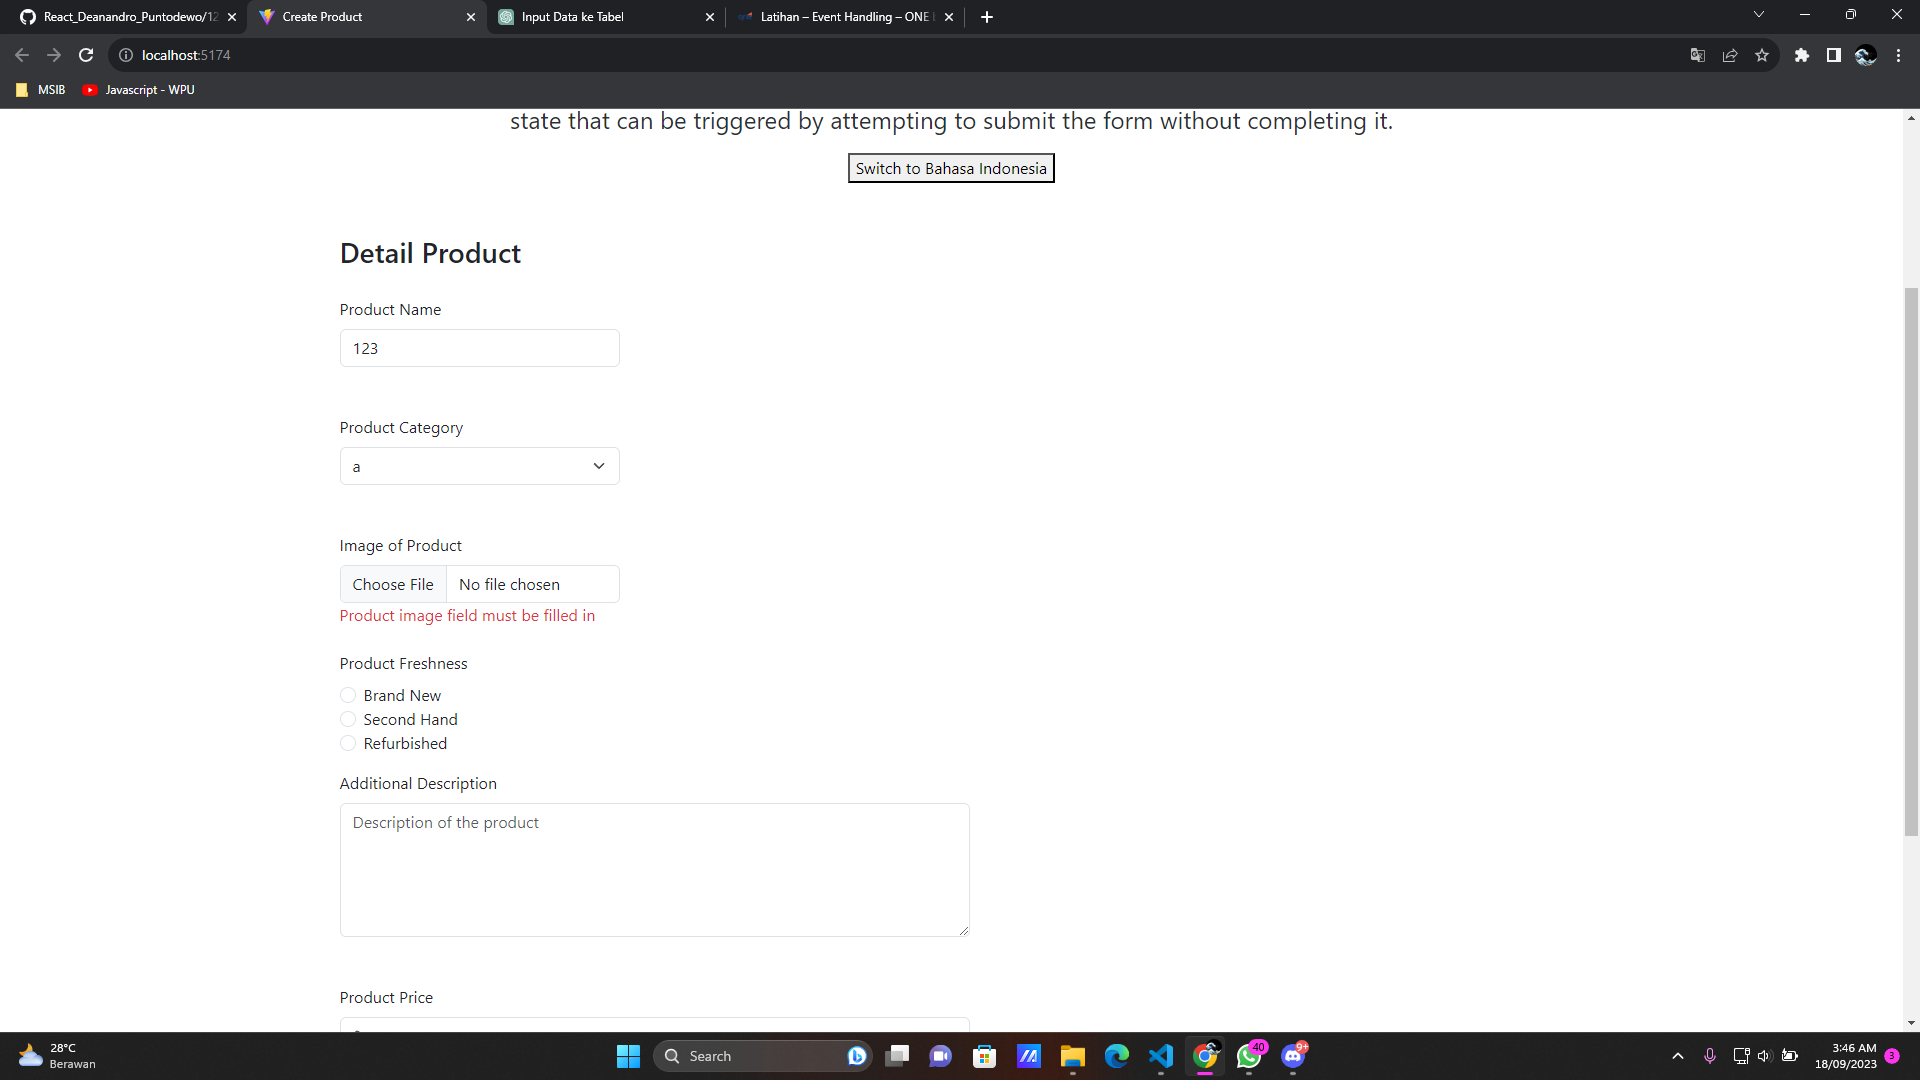 React_Deanandro_Puntodewo/12
Create Product
Input Data ke Tabel
Latihan – Event Handling – ONE
localhost:5174
MSIB
Javascript - WPU
state that can be triggered by attempting to submit the form without completing it.
Switch to Bahasa Indonesia
Detail Product
Product Name
123
Product Category
a
Image of Product
Choose File
No file chosen
Product image field must be filled in
Product Freshness
Brand New
Second Hand
Refurbished
Additional Description
Description of the product
Product Price
28°C
Berawan
Search
40
9+
3:46 AM
18/09/2023
3